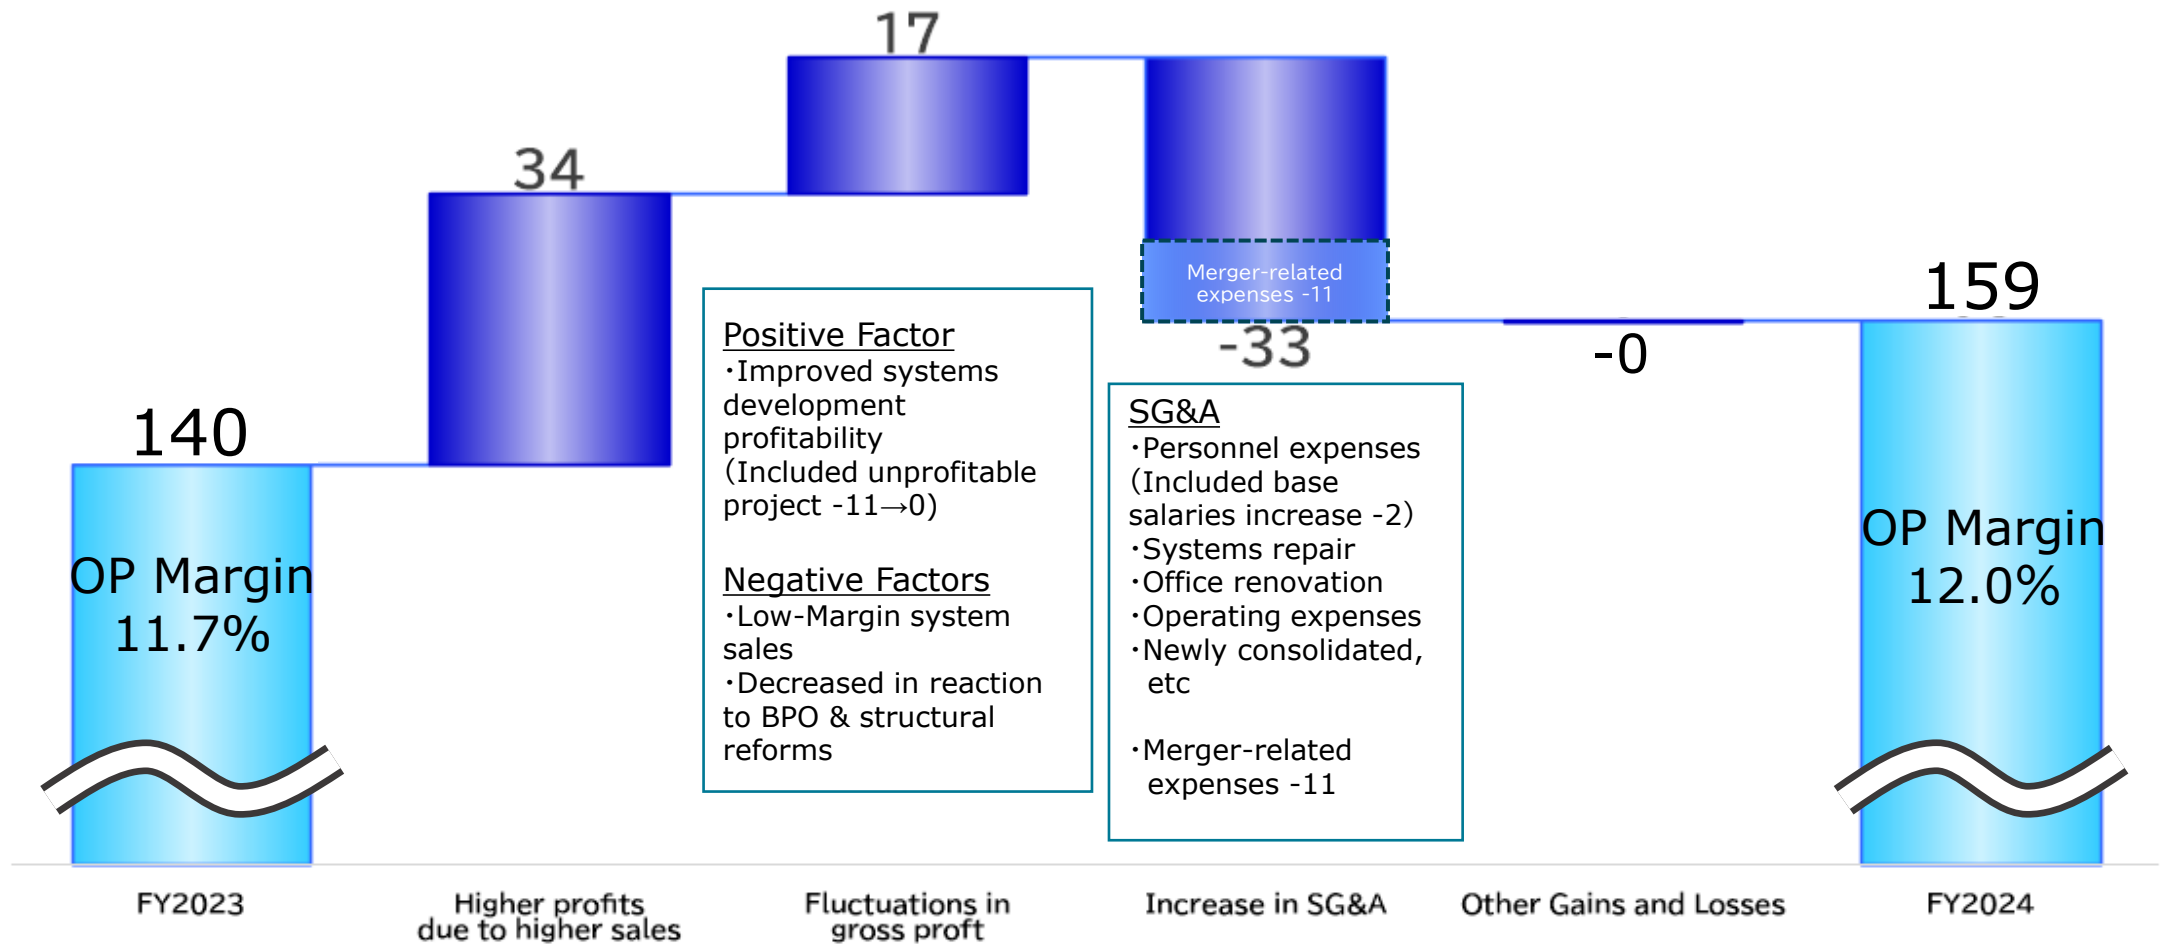 17
34
Merger-related
expenses -11
159
-33
-0
140
Positive Factor
・Improved systems
development
profitability
（Included unprofitable
project -11→0)
Negative Factors
・Low-Margin system
sales
・Decreased in reaction
to BPO & structural
reforms
SG&A
・Personnel expenses
（Included base
salaries increase -2）
・Systems repair
・Office renovation
・Operating expenses
・Newly consolidated,
etc
・Merger-related
expenses -11
OP Margin
11.7%
OP Margin
12.0%
FY2023
Higher profits
due to higher sales
Fluctuations in
gross proft
Increase in SG&A
Other Gains and Losses
FY2024